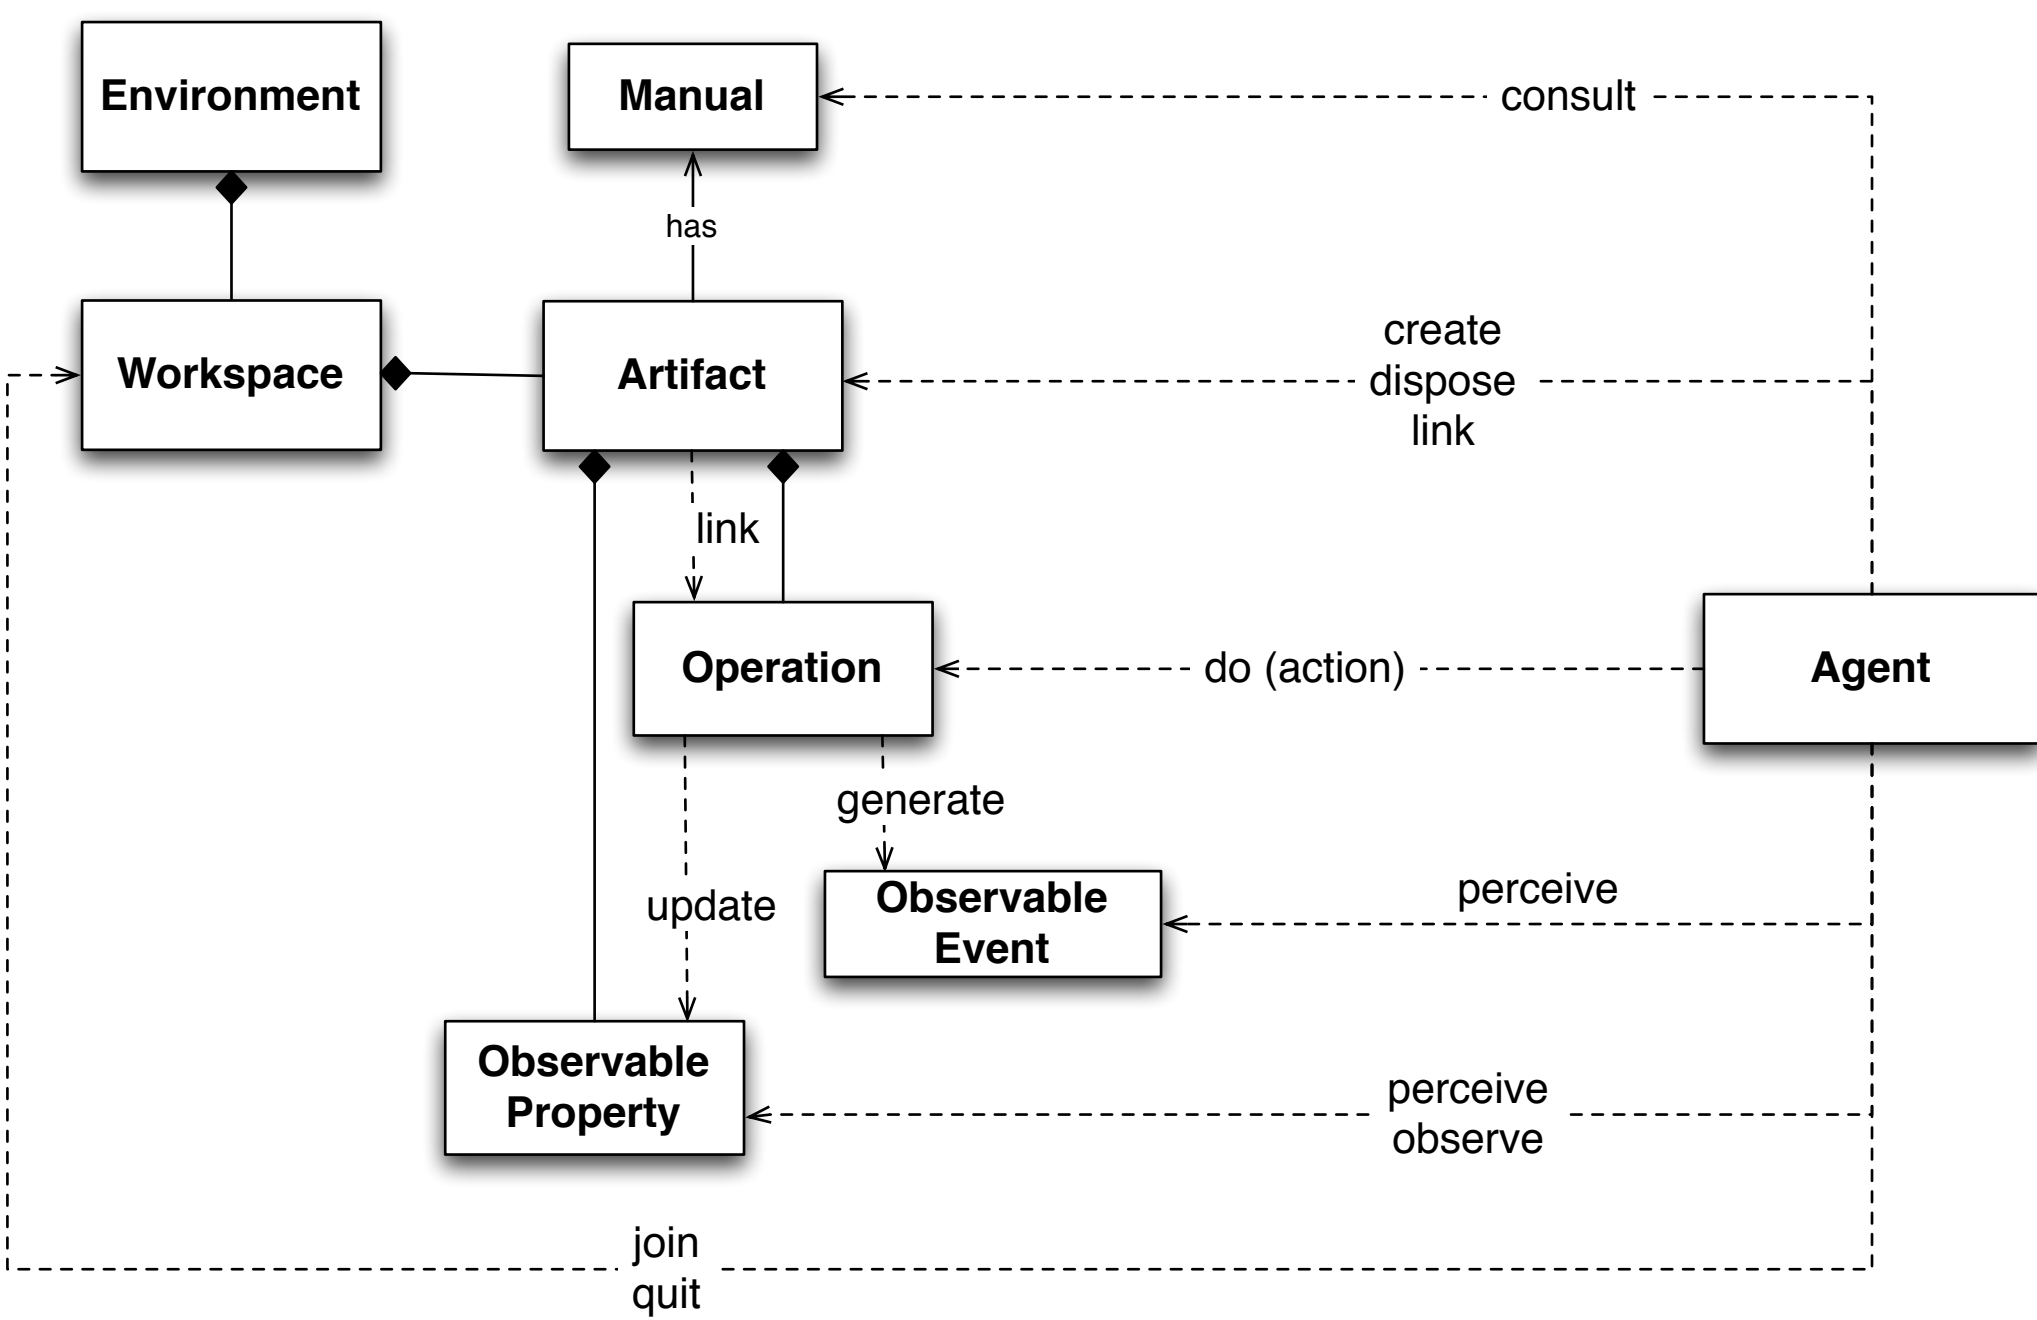 Environment
Manual
consult
has
create
Workspace
Artifact
dispose
link
link
Operation
do (action)
Agent
generate
Observable
Event
perceive
update
Observable
Property
perceive
observe
join
quit